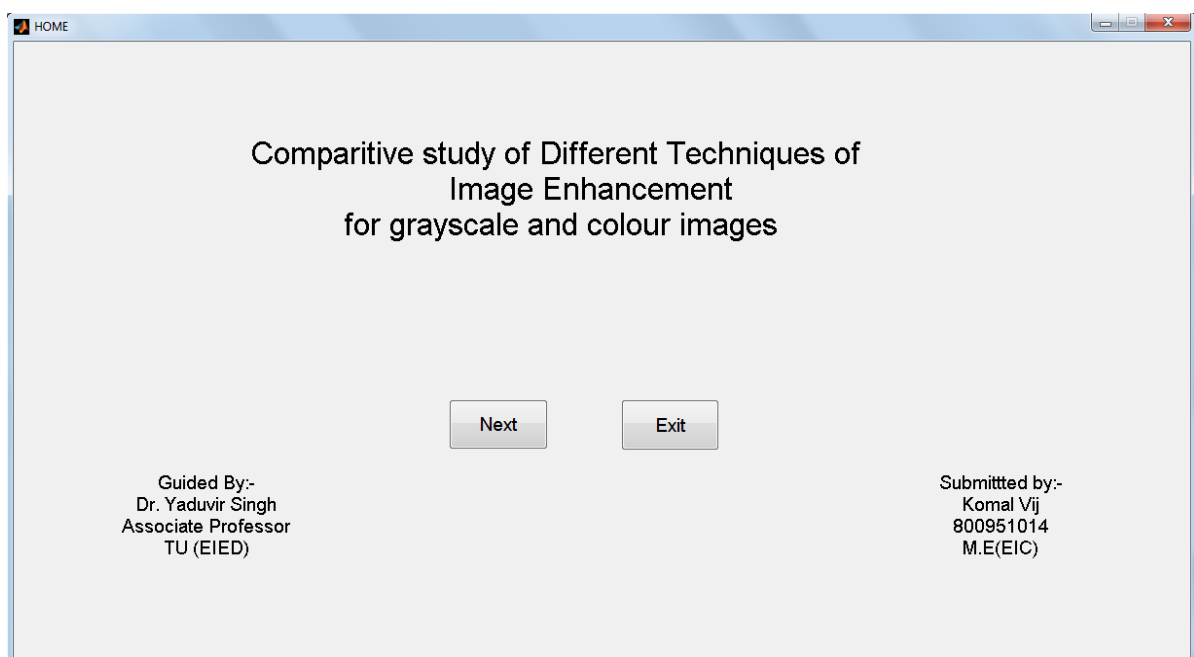 HOME
Comparitive study of Different Techniques of
Image Enhancement
for grayscale and colour images
Next
Exit
Guided By:-
Dr. Yaduvir Singh
Associate Professor
TU (EIED)
Submittted by:-
Komal Vij
800951014
M.E(EIC)